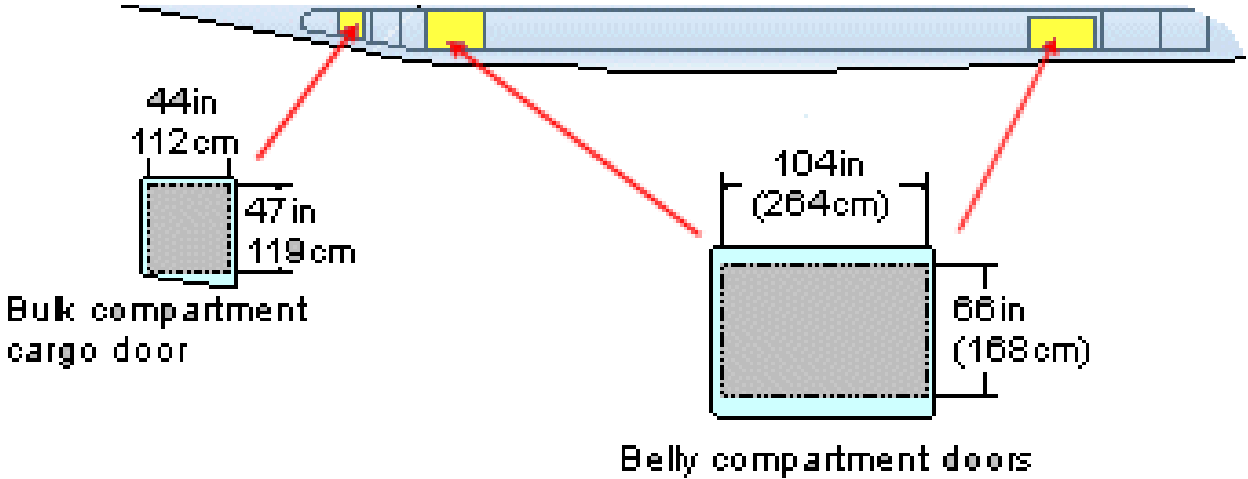 44in
112cm
47in
119cm
Bulk compartment
cargo door
104in
(264cm)
66in
(168cm)
Belly compartment doors